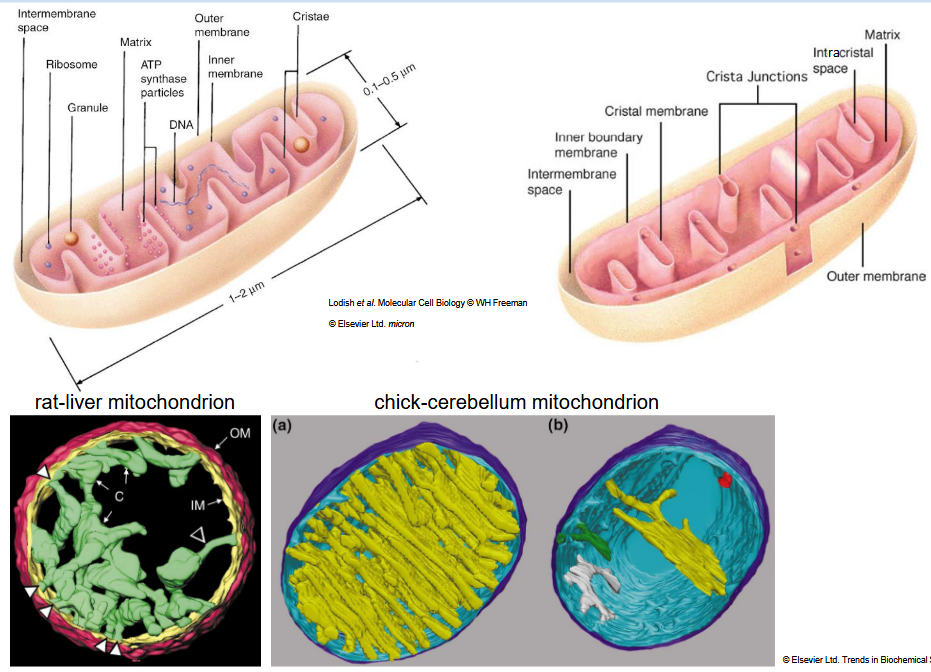 Intermembrane
space
Ribosome
Granule
Matrix
ATP
synthase
particles
DNA
Outer
membrane
Inner
membrane
Cristae
0.1–0.5 μm
1–2 μm
Matrix
Intracristal
space
Crista Junctions
Cristal membrane
Inner boundary
membrane
Intermembrane
space
Outer membrane
Lodish et al. Molecular Cell Biology © WH Freeman
© Elsevier Ltd. micron
rat-liver mitochondrion
OM
C
IM
chick-cerebellum mitochondrion
(a)
(b)
© Elsevier Ltd. Trends in Biochemical